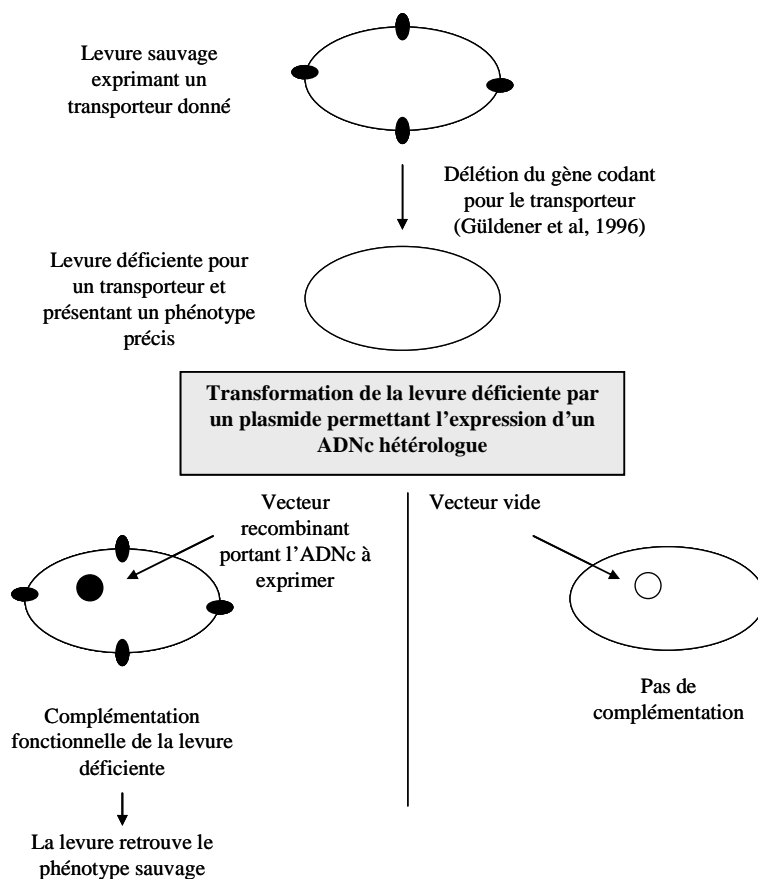 Levure sauvage
exprimant un
transporteur donné
Délétion du gène codant
pour le transporteur
(Güldener et al, 1996)
Levure déficiente pour
un transporteur et
présentant un phénotype
précis
Transformation de la levure déficiente par
un plasmide permettant l’expression d’un
ADNc hétérologue
Vecteur
recombinant
portant l’ADNc à
exprimer
Vecteur vide
Complémentation
fonctionnelle de la levure
déficiente
La levure retrouve le
phénotype sauvage
Pas de
complémentation